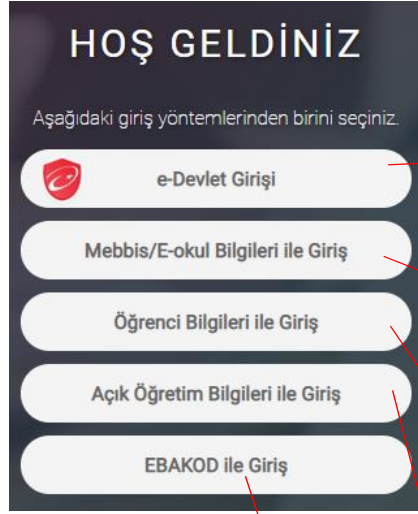 HOŞ GELDİNİZ
Aşağıdaki giriş yöntemlerinden birini seçiniz.
e-Devlet Girişi
Mebbis/E-okul Bilgileri ile Giriş
Öğrenci Bilgileri ile Giriş
Açık Öğretim Bilgileri ile Giriş
EBAKOD ile Giriş